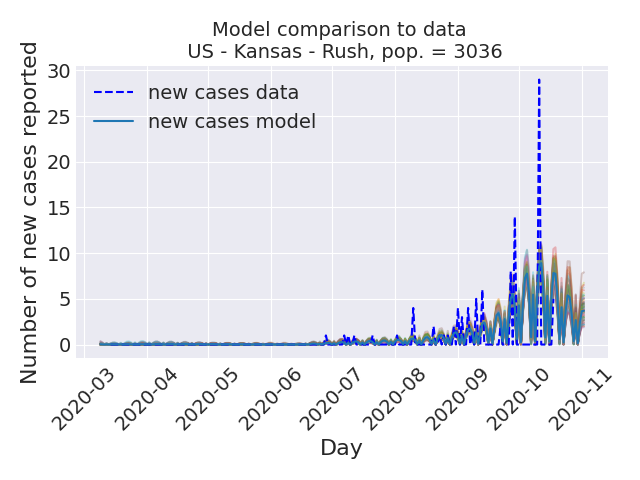 Model comparison to data
US - Kansas - Rush, pop. = 3036
Number of new cases reported
30
25
20
15
10
5
0
new cases data
new cases model
2020-03
2020-04
2020-05
2020-06
2020-07
2020-08
2020-09
2020-10
2020-11
Day